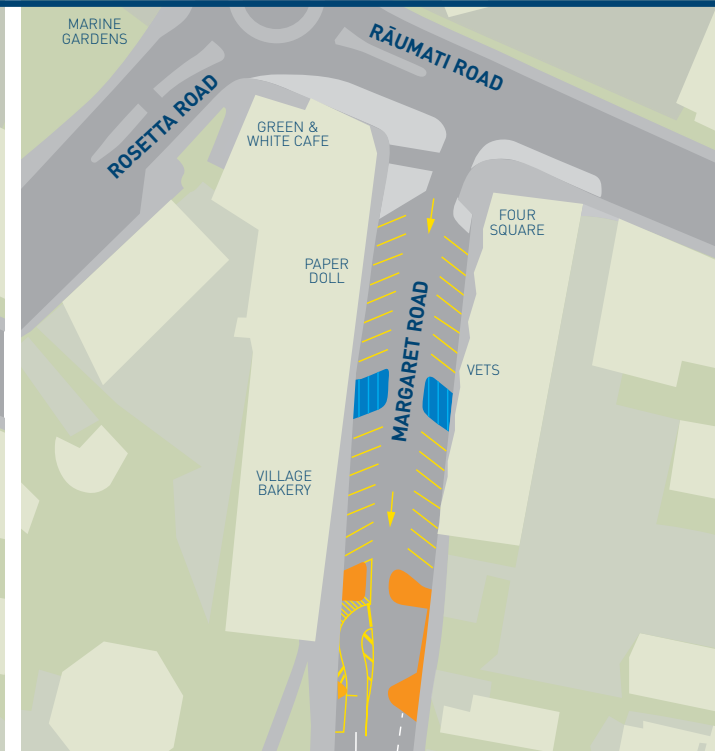 MARINE
GARDENS
RĀUMATI ROAD
ROSETTA ROAD
GREEN &
WHITE CAFE
FOUR
SQUARE
PAPER
DOLL
MARGARET ROAD
VETS
VILLAGE
BAKERY